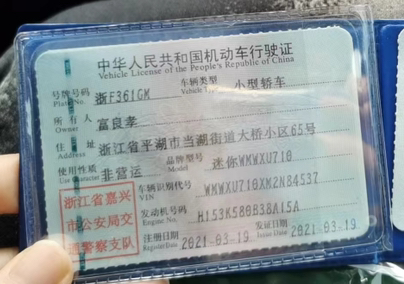 中华人民共和国机动车行驶证
Vehicle License of the People's Republic of China
号牌号码 Plate No. 浙F361GM 车辆类型 Vehicle Type 小型轿车
所有人 Owner 富良孝
住址 Address 浙江省平湖市当湖街道大桥小区65号
使用性质 Use Character 非营运 品牌型号 Model 迷你WMWXU710
浙江省嘉兴市公安局交通警察支队
车辆识别代号 VIN WMWXU710XM2N84537
发动机号码 Engine No. H153K580B38A15A
注册日期 Register Date 2021-03-19 发证日期 Issue Date 2021-03-19